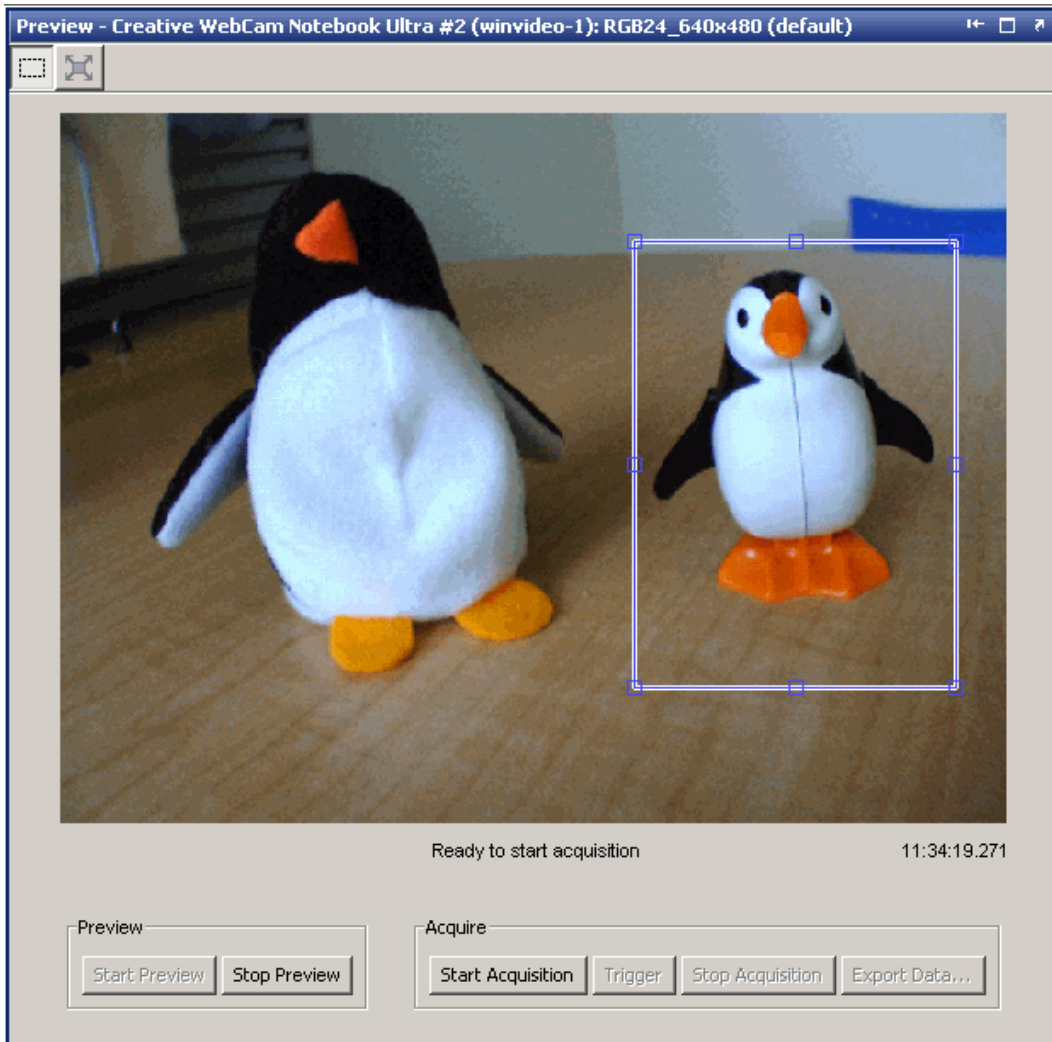 Preview - Creative WebCam Notebook Ultra #2 (winvideo-1): RGB24_640x480 (default)
Ready to start acquisition 11:34:19.271
Preview
Start Preview Stop Preview
Acquire
Start Acquisition Trigger Stop Acquisition Export Data...